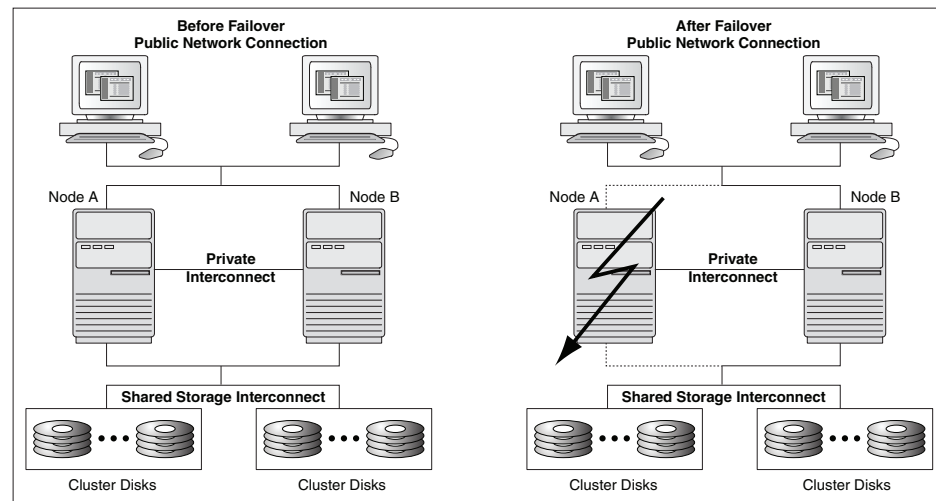 Before Failover
Public Network Connection
Node A
Node B
Private
Interconnect
Shared Storage Interconnect
Cluster Disks
Cluster Disks
After Failover
Public Network Connection
Node A
Node B
Private
Interconnect
Shared Storage Interconnect
Cluster Disks
Cluster Disks